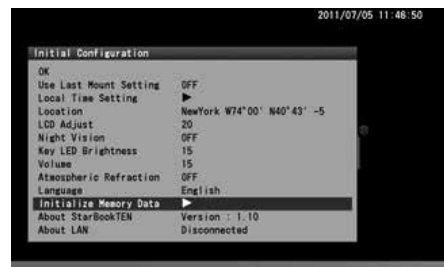 2011/07/05 11:46:50
Initial Configuration
OK
Use Last Mount Setting OFF
Local Time Setting ▶
Location NewYork W74°00' N40°43' -5
LCD Adjust 20
Night Vision OFF
Key LED Brightness 15
Volume 15
Atmospheric Refraction OFF
Language English
Initialize Memory Data ▶
About StarBookTEN Version : 1.10
About LAN Disconnected